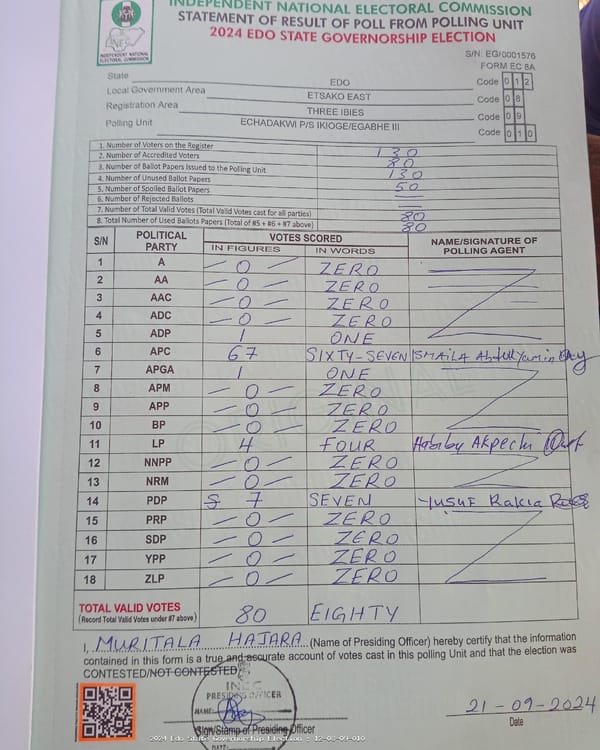 INDEPENDENT NATIONAL ELECTORAL COMMISSION
STATEMENT OF RESULT OF POLL FROM POLLING UNIT
2024 EDO STATE GOVERNORSHIP ELECTION
INEC
INDEPENDENT NATIONAL ELECTORAL COMMISSION
S/N: EG/0001576
FORM EC 8A
State EDO Code 0 1 2
Local Government Area ETSAKO EAST Code 0 8
Registration Area THREE IBIES Code 0 9
Polling Unit ECHADAKWI P/S IKIOGE/EGABHE III Code 0 1 0
1. Number of Voters on the Register 130
2. Number of Accredited Voters 80
3. Number of Ballot Papers Issued to the Polling Unit 130
4. Number of Unused Ballot Papers 50
5. Number of Spoiled Ballot Papers —
6. Number of Rejected Ballots —
7. Number of Total Valid Votes (Total Valid Votes cast for all parties) 80
8. Total Number of Used Ballots Papers (Total of #5 + #6 + #7 above) 80
S/N POLITICAL PARTY VOTES SCORED NAME/SIGNATURE OF POLLING AGENT
IN FIGURES IN WORDS
1 A — 0 — ZERO
2 AA — 0 — ZERO
3 AAC — 0 — ZERO
4 ADC — 0 — ZERO
5 ADP 1 ONE
6 APC 67 SIXTY-SEVEN SMAILA
7 APGA 1 ONE
8 APM — 0 — ZERO
9 APP — 0 — ZERO
10 BP — 0 — ZERO
11 LP 4 FOUR
12 NNPP — 0 — ZERO
13 NRM — 0 — ZERO
14 PDP 7 SEVEN YUSUF Rakia
15 PRP — 0 — ZERO
16 SDP — 0 — ZERO
17 YPP — 0 — ZERO
18 ZLP — 0 — ZERO
TOTAL VALID VOTES 80 EIGHTY
(Record Total Valid Votes under #7 above)
I, MURITALA HAJARA (Name of Presiding Officer) hereby certify that the information
contained in this form is a true and accurate account of votes cast in this polling Unit and that the election was
CONTESTED/NOT CONTESTED.
INEC
PRESIDING OFFICER
NAME:
Sign/Stamp of Presiding Officer
DATE:
21-09-2024
Date
2024 Edo State Governorship Election - 12-08-09-010